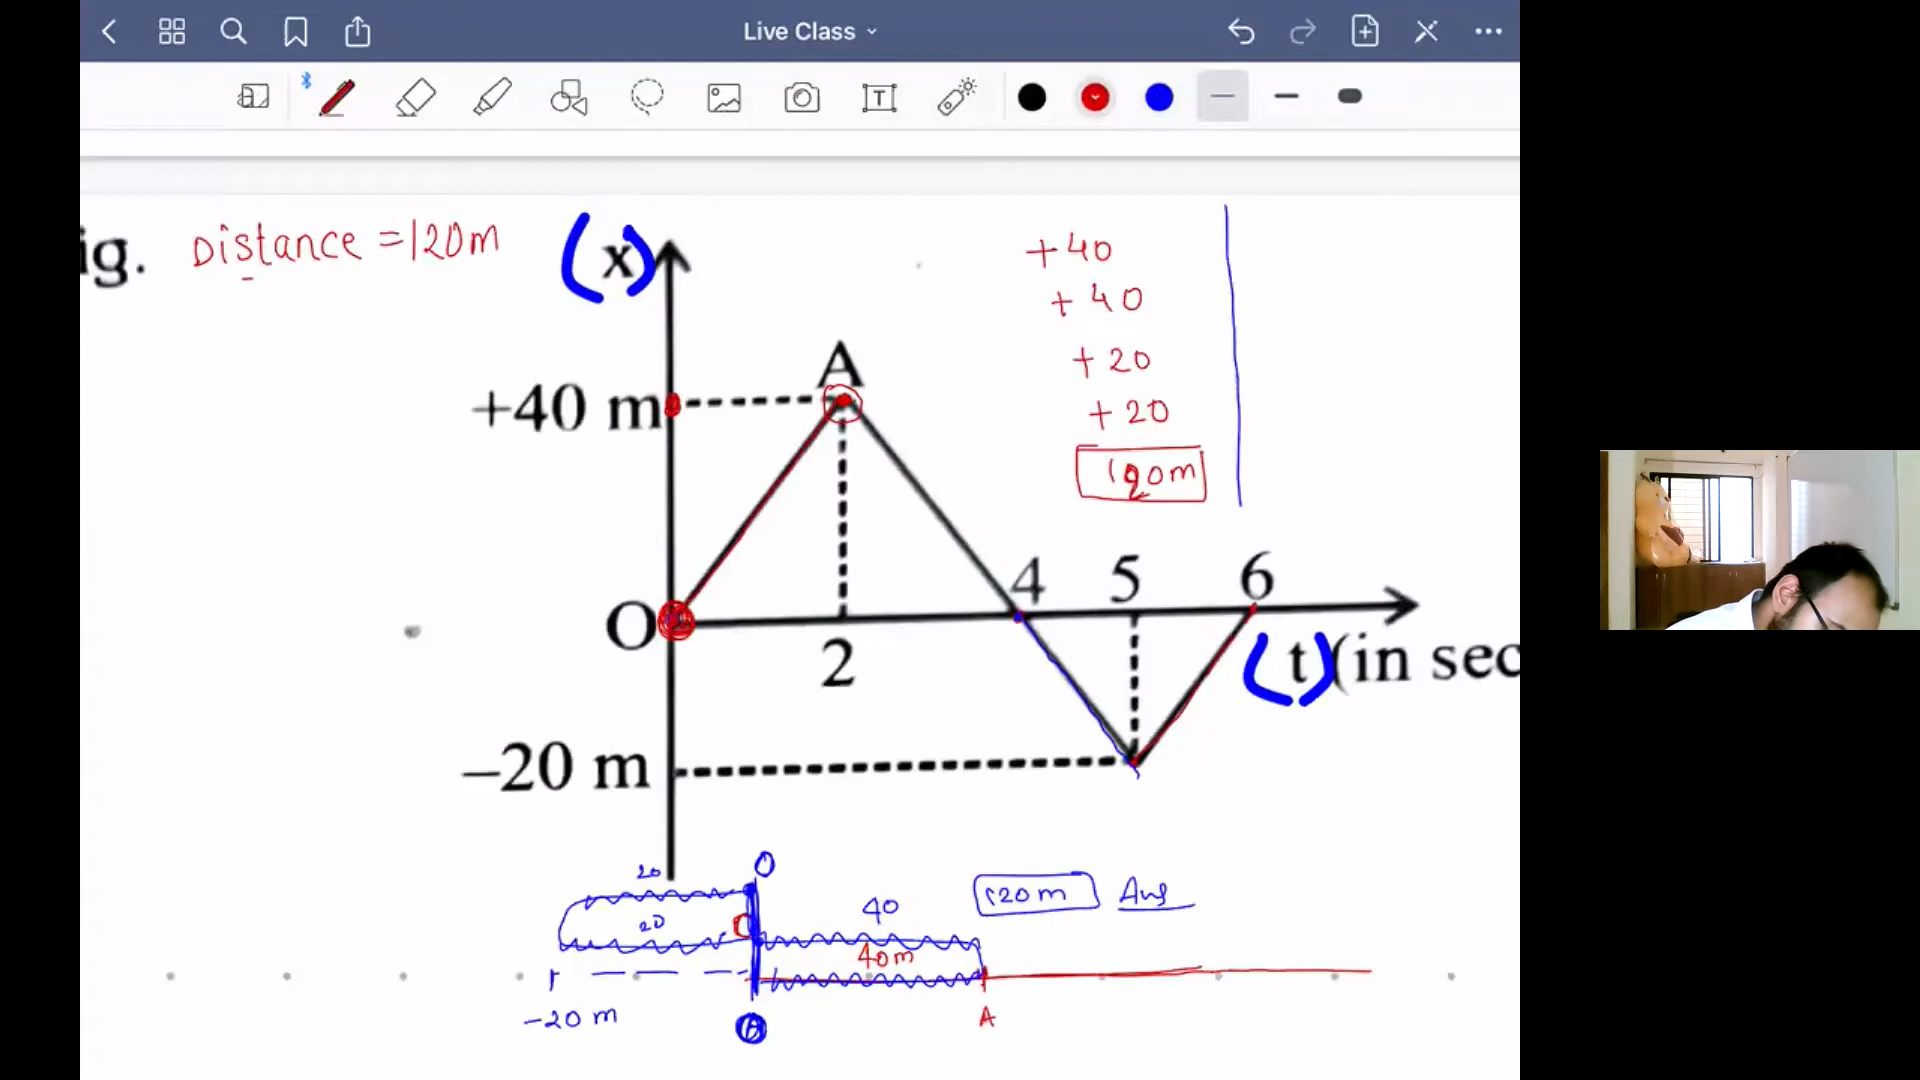 Live Class
T
ig. Distance = 120m (x)
+40
+ 40
+ 20
+ 20
120m
A
+40 m
4 5 6
O
2
(t) (in sec
–20 m
O
20
20
40
40m
120m Ans
-20 m
A